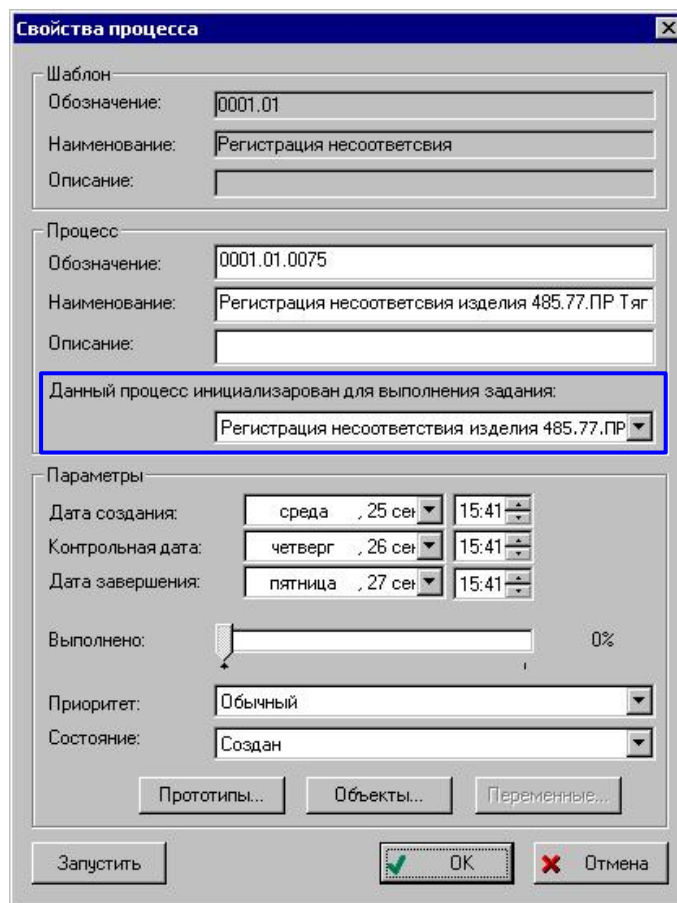 Свойства процесса
Шаблон
Обозначение: 0001.01
Наименование: Регистрация несоответсвия
Описание:
Процесс
Обозначение: 0001.01.0075
Наименование: Регистрация несоответсвия изделия 485.77.ПР Тяг
Описание:
Данный процесс инициализарован для выполнения задания:
Регистрация несоответствия изделия 485.77.ПР
Параметры
Дата создания: среда , 25 сен 15:41
Контрольная дата: четверг , 26 сен 15:41
Дата завершения: пятница , 27 сен 15:41
Выполнено: 0%
Приоритет: Обычный
Состояние: Создан
Прототипы... Объекты... Переменные...
Запустить OK Отмена